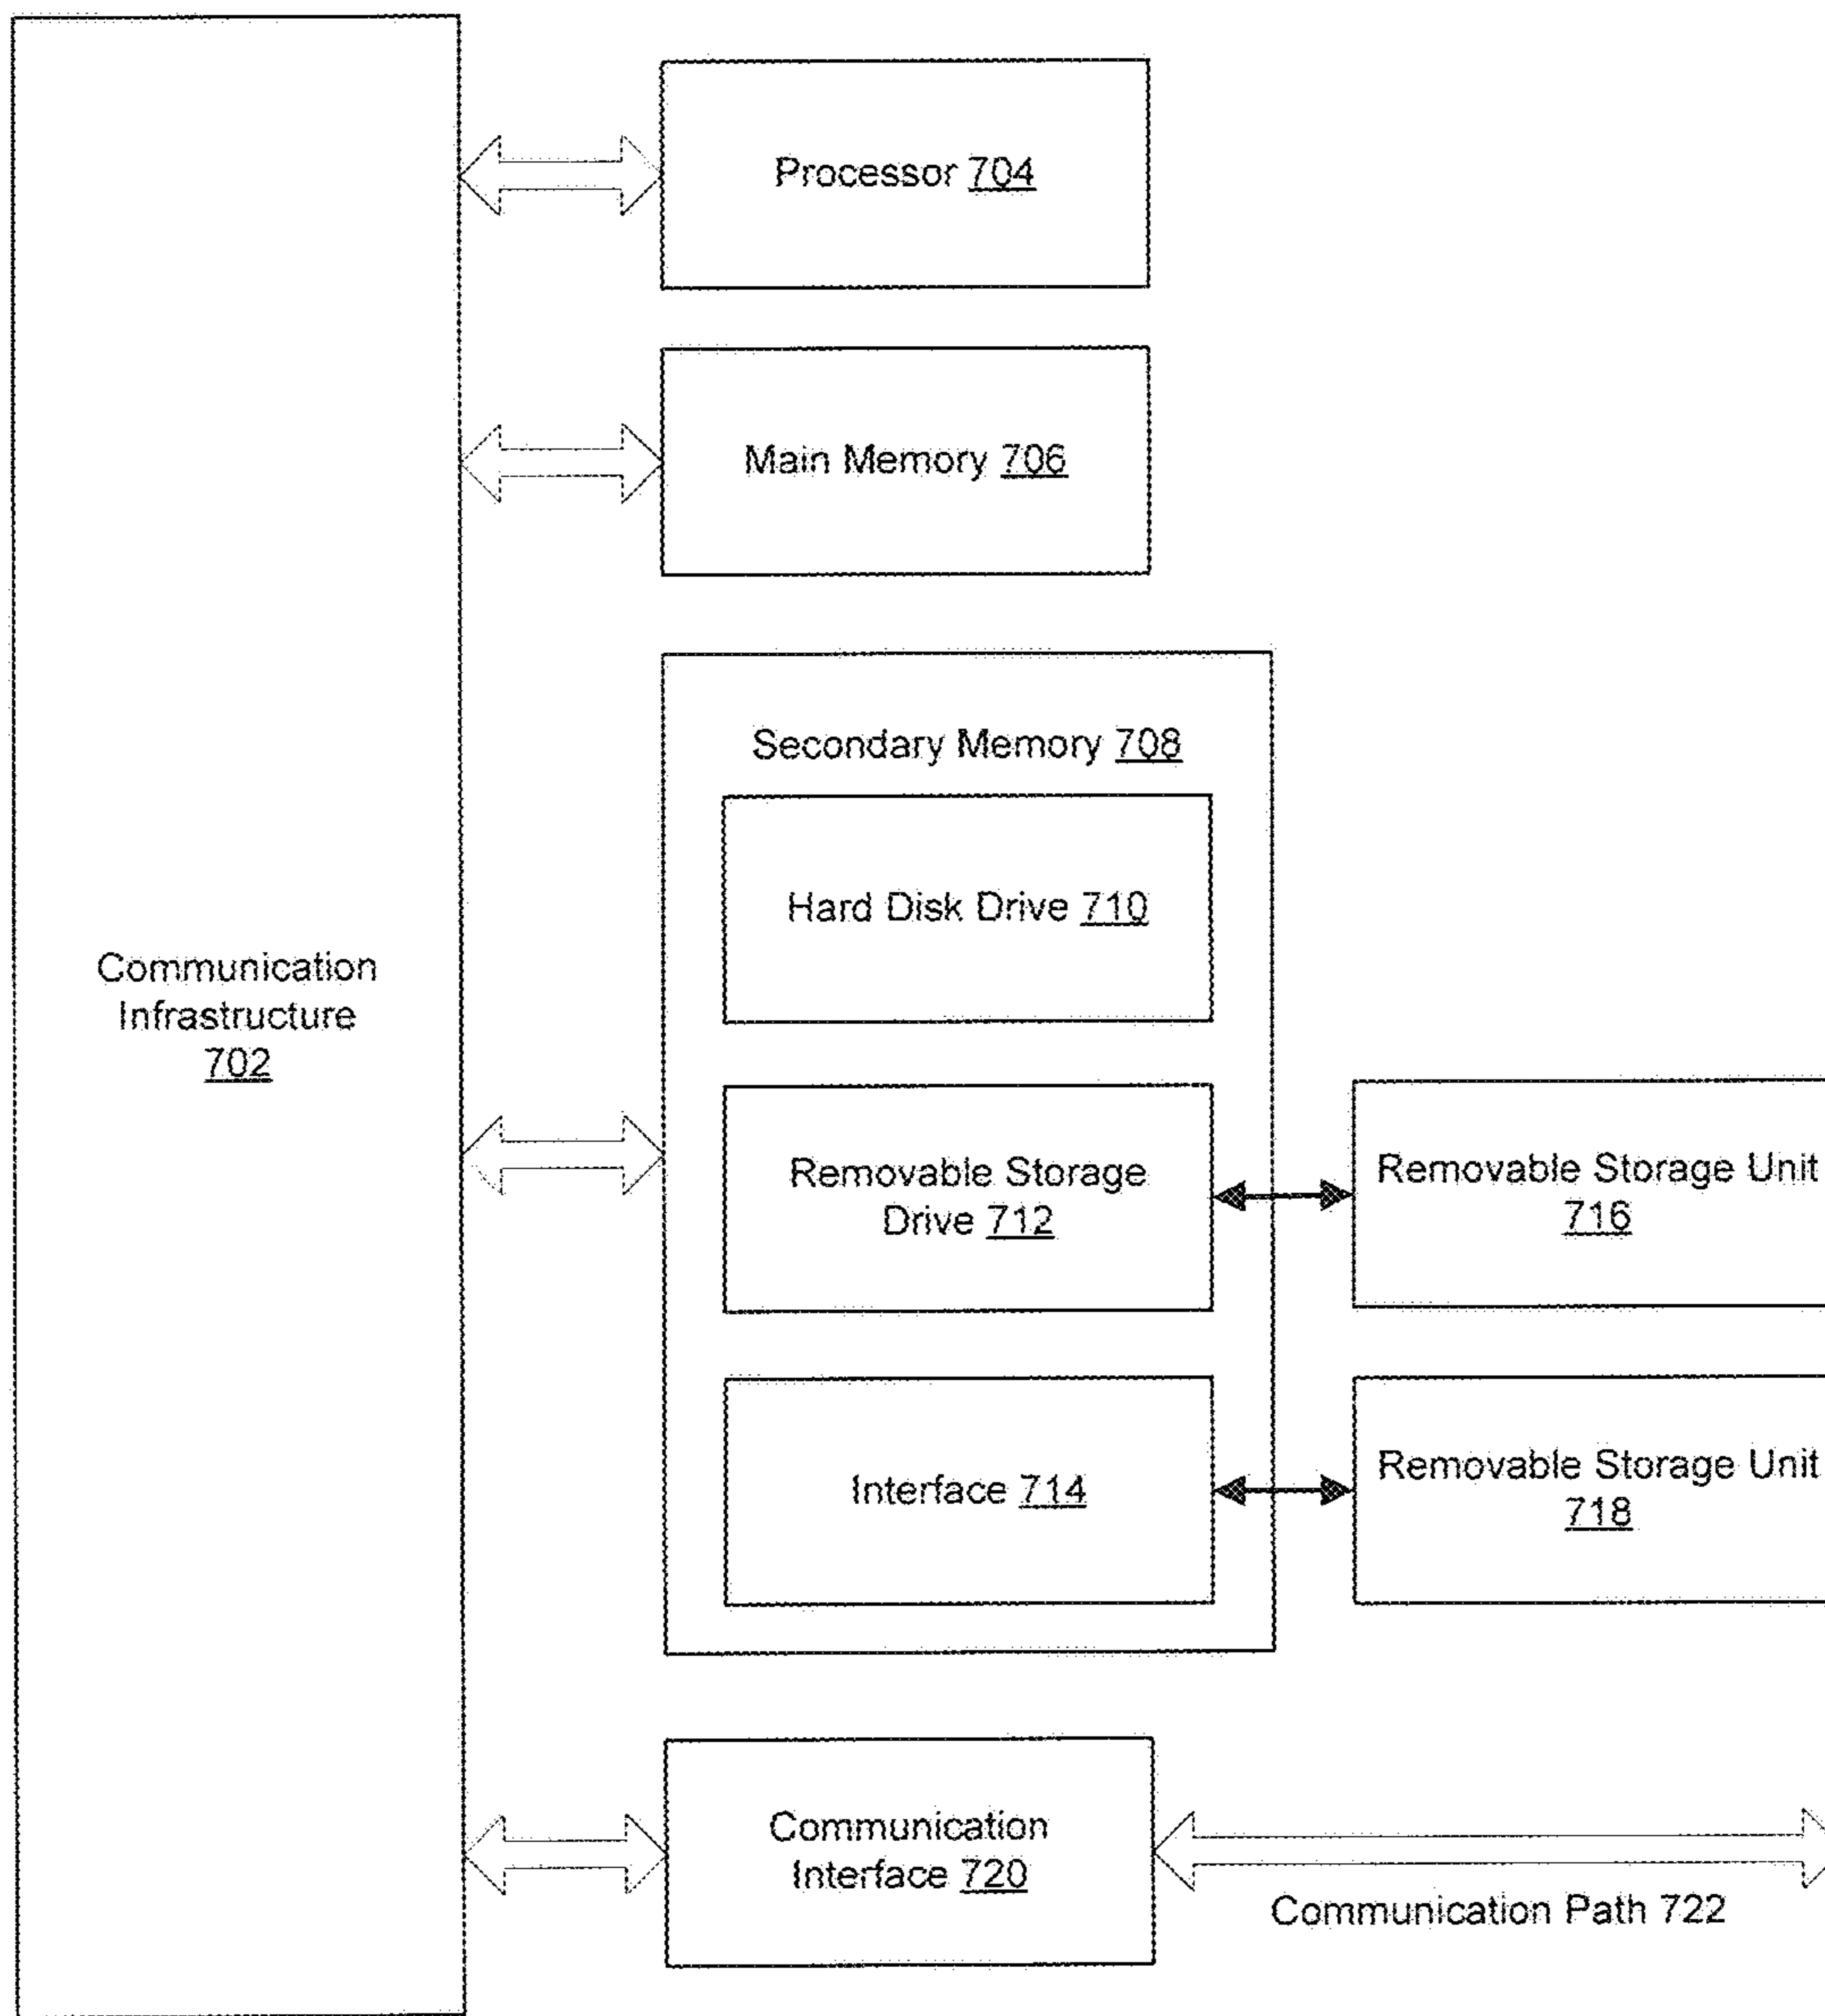 Processor 704
Main Memory 706
Secondary Memory 708
Hard Disk Drive 710
Communication
Infrastructure
702
Removable Storage
Drive 712
Removable Storage Unit
716
Interface 714
Removable Storage Unit
718
Communication
Interface 720
Communication Path 722